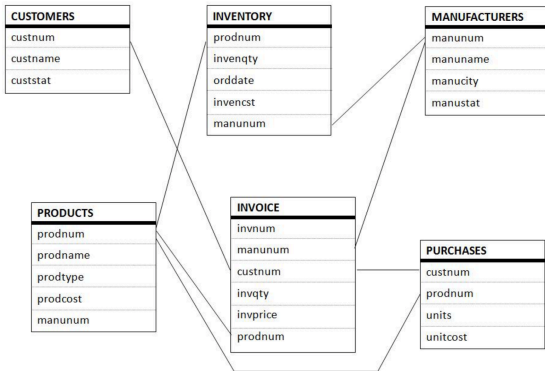 CUSTOMERS
custnum
custname
custstat
INVENTORY
prodnum
invenqty
orddate
invencst
manunum
MANUFACTURERS
manunum
manuname
manucity
manustat
PRODUCTS
prodnum
prodname
prodtype
prodcost
manunum
INVOICE
invnum
manunum
custnum
invqty
invprice
prodnum
PURCHASES
custnum
prodnum
units
unitcost